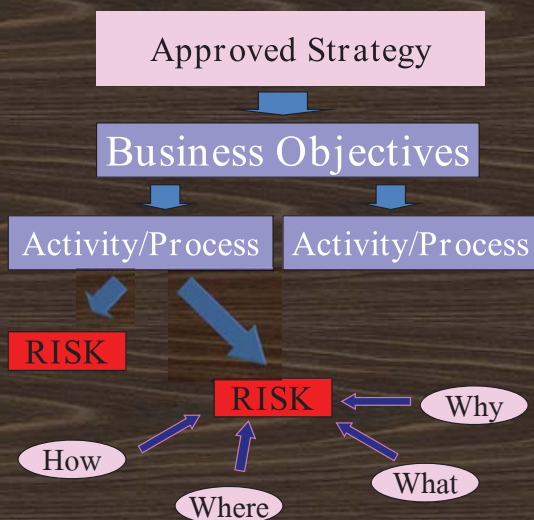 Approved Strategy
Business Objectives
Activity/Process
Activity/Process
RISK
RISK
Why
How
What
Where